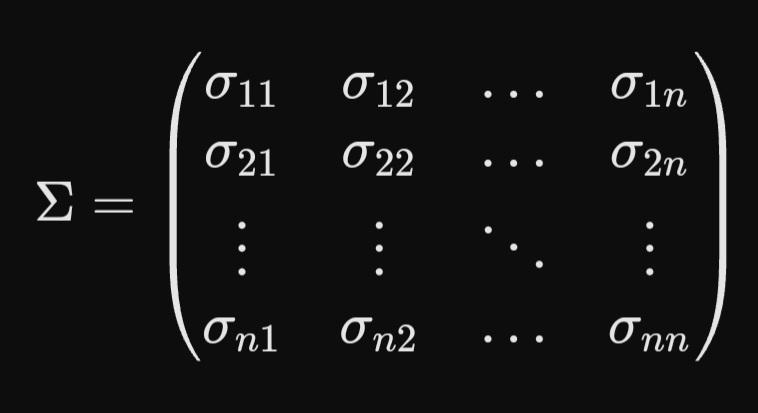 Σ = ( σ₁₁ σ₁₂ ⋯ σ₁ₙ
σ₂₁ σ₂₂ ⋯ σ₂ₙ
⋮ ⋮ ⋱ ⋮
σₙ₁ σₙ₂ ⋯ σₙₙ )